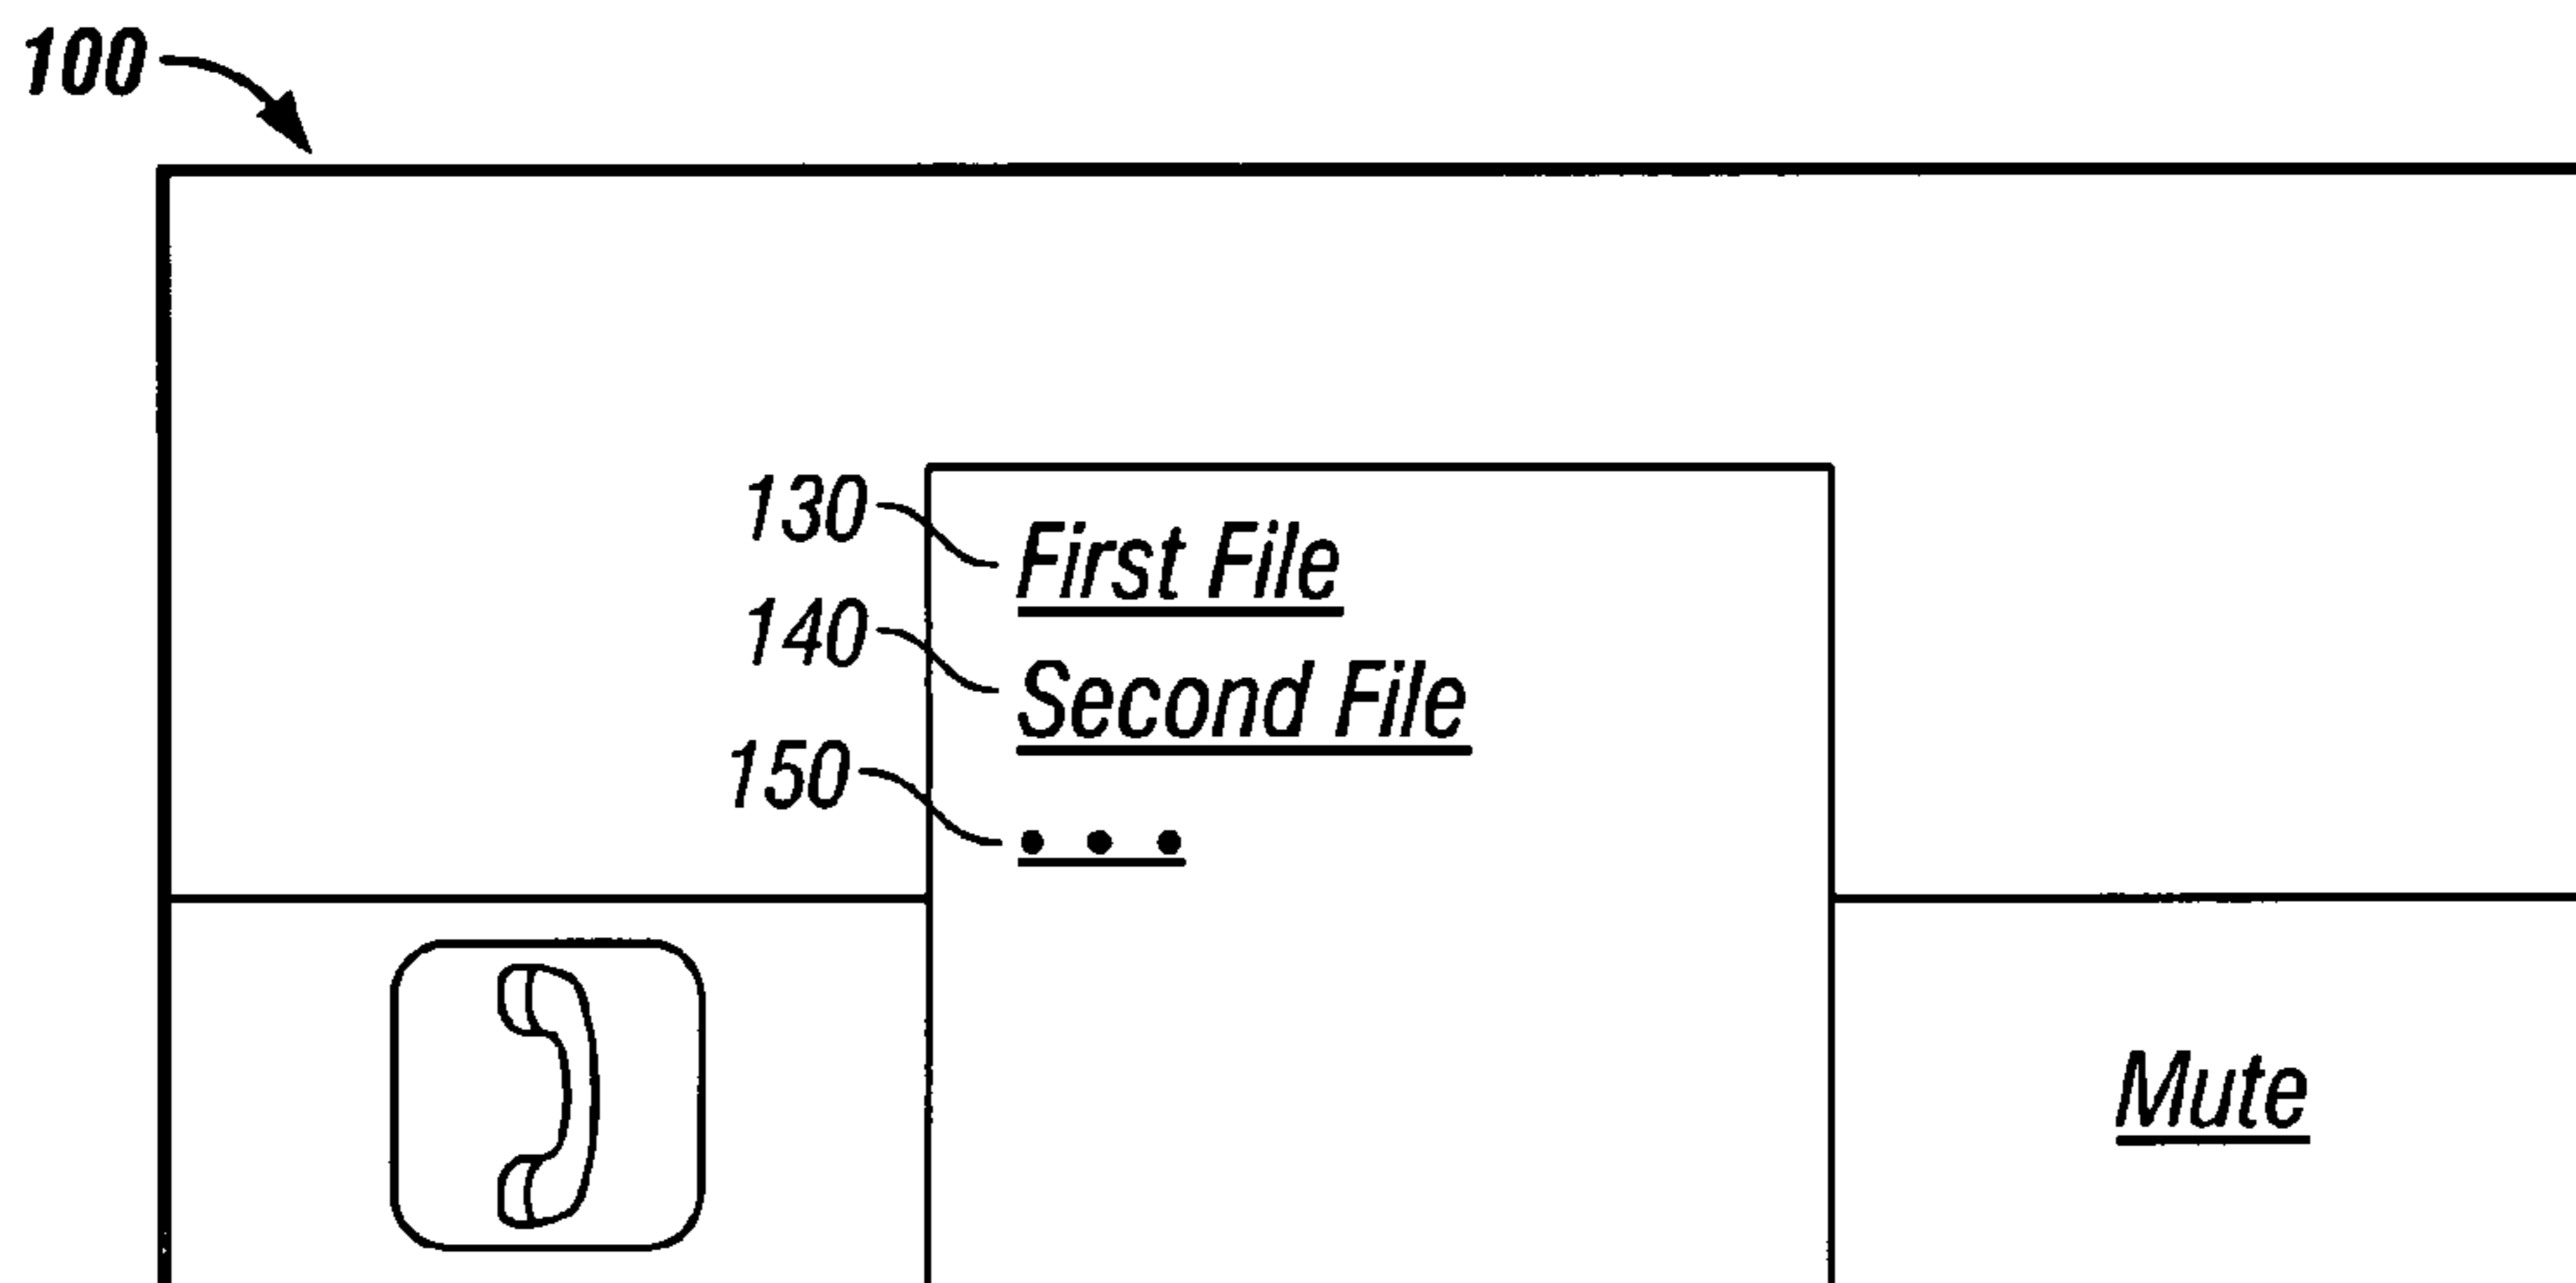 100
130 First File
140 Second File
150 • • •
Mute